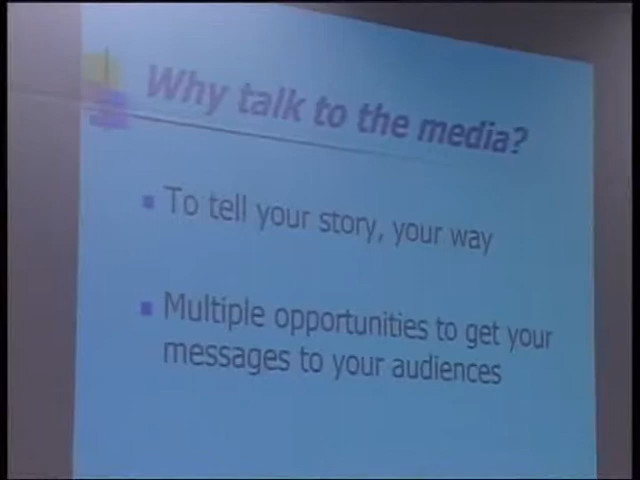 Why talk to the media?
To tell your story, your way
Multiple opportunities to get your
messages to your audiences